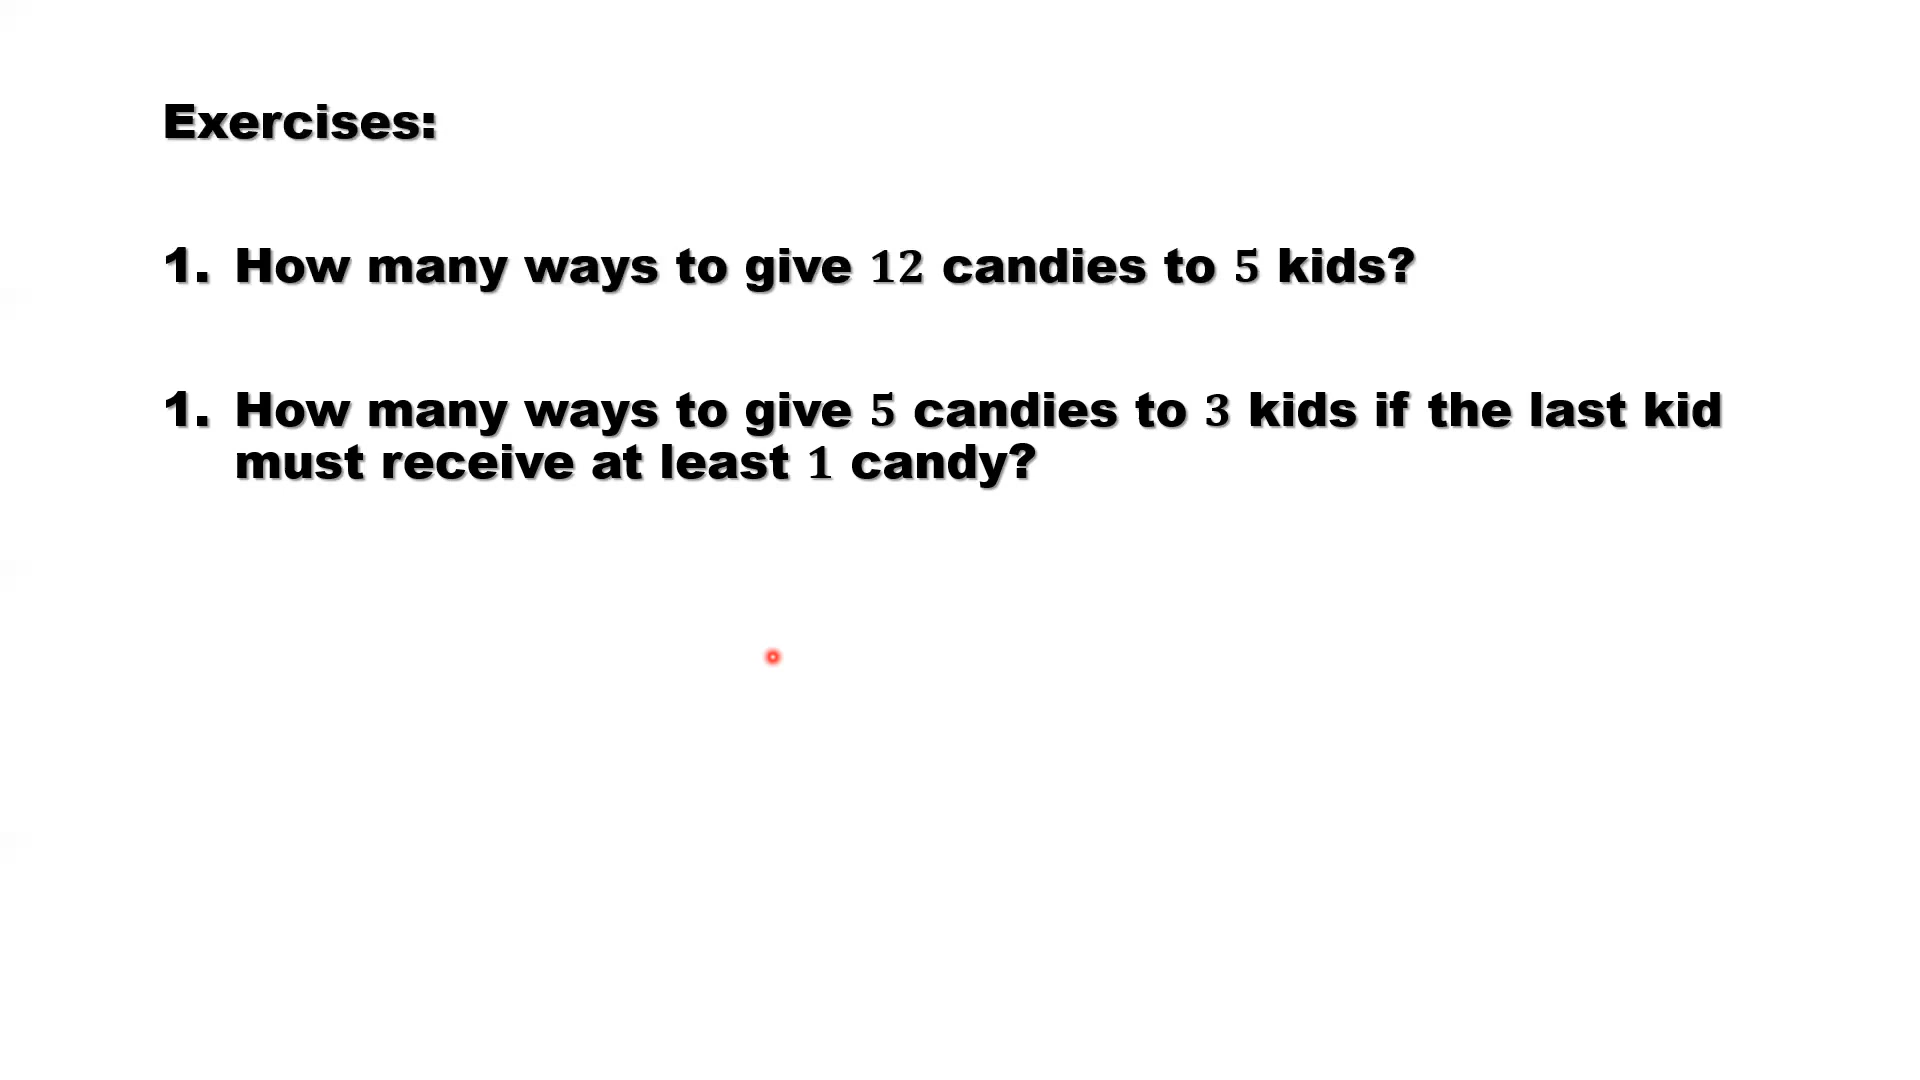 Exercises:
1. How many ways to give 12 candies to 5 kids?
1. How many ways to give 5 candies to 3 kids if the last kid
must receive at least 1 candy?